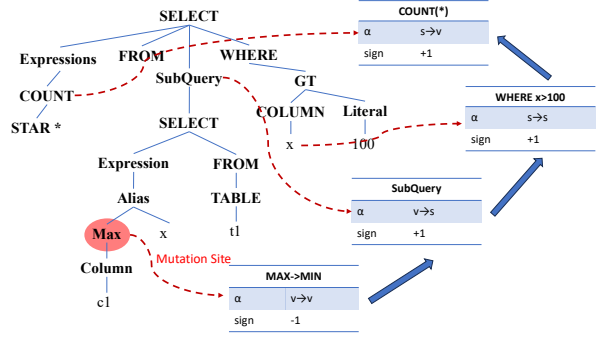 SELECT
COUNT(*)
α s→v
sign +1
Expressions FROM WHERE
COUNT SubQuery GT
STAR * COLUMN Literal
x 100
WHERE x>100
α s→s
sign +1
SELECT
Expression FROM
Alias TABLE
Max x t1
Column
c1
Mutation Site
SubQuery
α v→s
sign +1
MAX->MIN
α v→v
sign -1